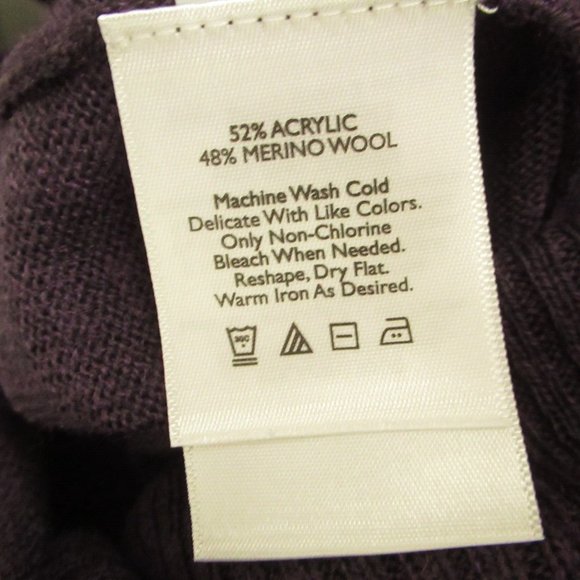 52% ACRYLIC
48% MERINO WOOL
Machine Wash Cold
Delicate With Like Colors.
Only Non-Chlorine
Bleach When Needed.
Reshape, Dry Flat.
Warm Iron As Desired.